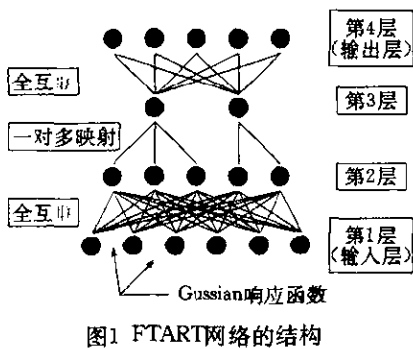 第4层
(输出层)
全互
第3层
一对多映射
第2层
全互
第1层
(输入层)
Gussian响应函数
图1 FTART网络的结构